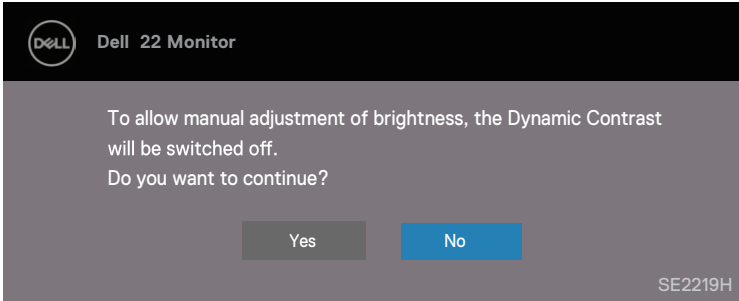 DELL
Dell 22 Monitor
To allow manual adjustment of brightness, the Dynamic Contrast
will be switched off.
Do you want to continue?
Yes No
SE2219H